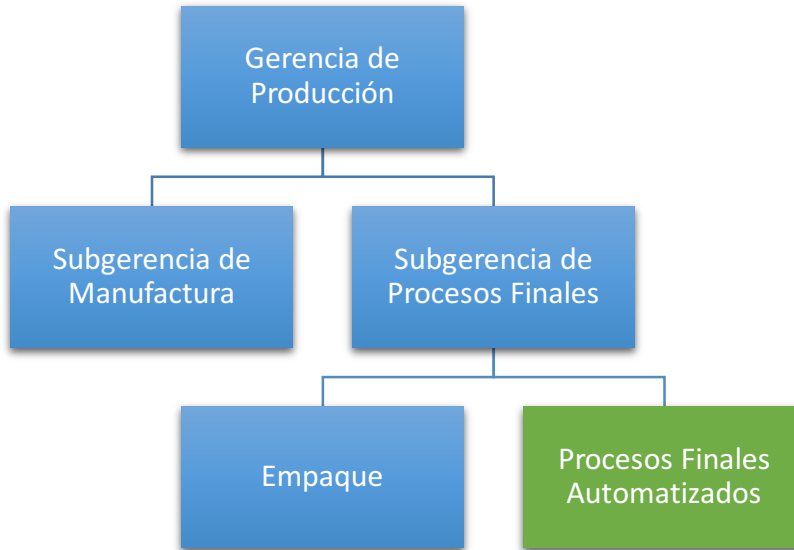 Gerencia de
Producción
Subgerencia de
Manufactura
Subgerencia de
Procesos Finales
Empaque
Procesos Finales
Automatizados